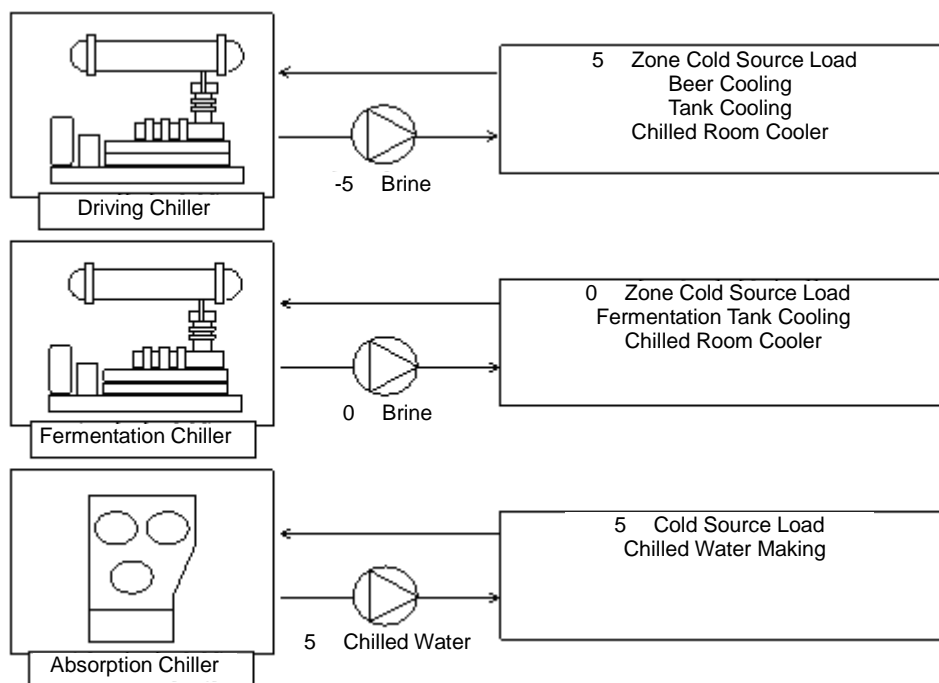 5 Zone Cold Source Load
Beer Cooling
Tank Cooling
Chilled Room Cooler
-5 Brine
Driving Chiller
0 Zone Cold Source Load
Fermentation Tank Cooling
Chilled Room Cooler
0 Brine
Fermentation Chiller
5 Cold Source Load
Chilled Water Making
5 Chilled Water
Absorption Chiller